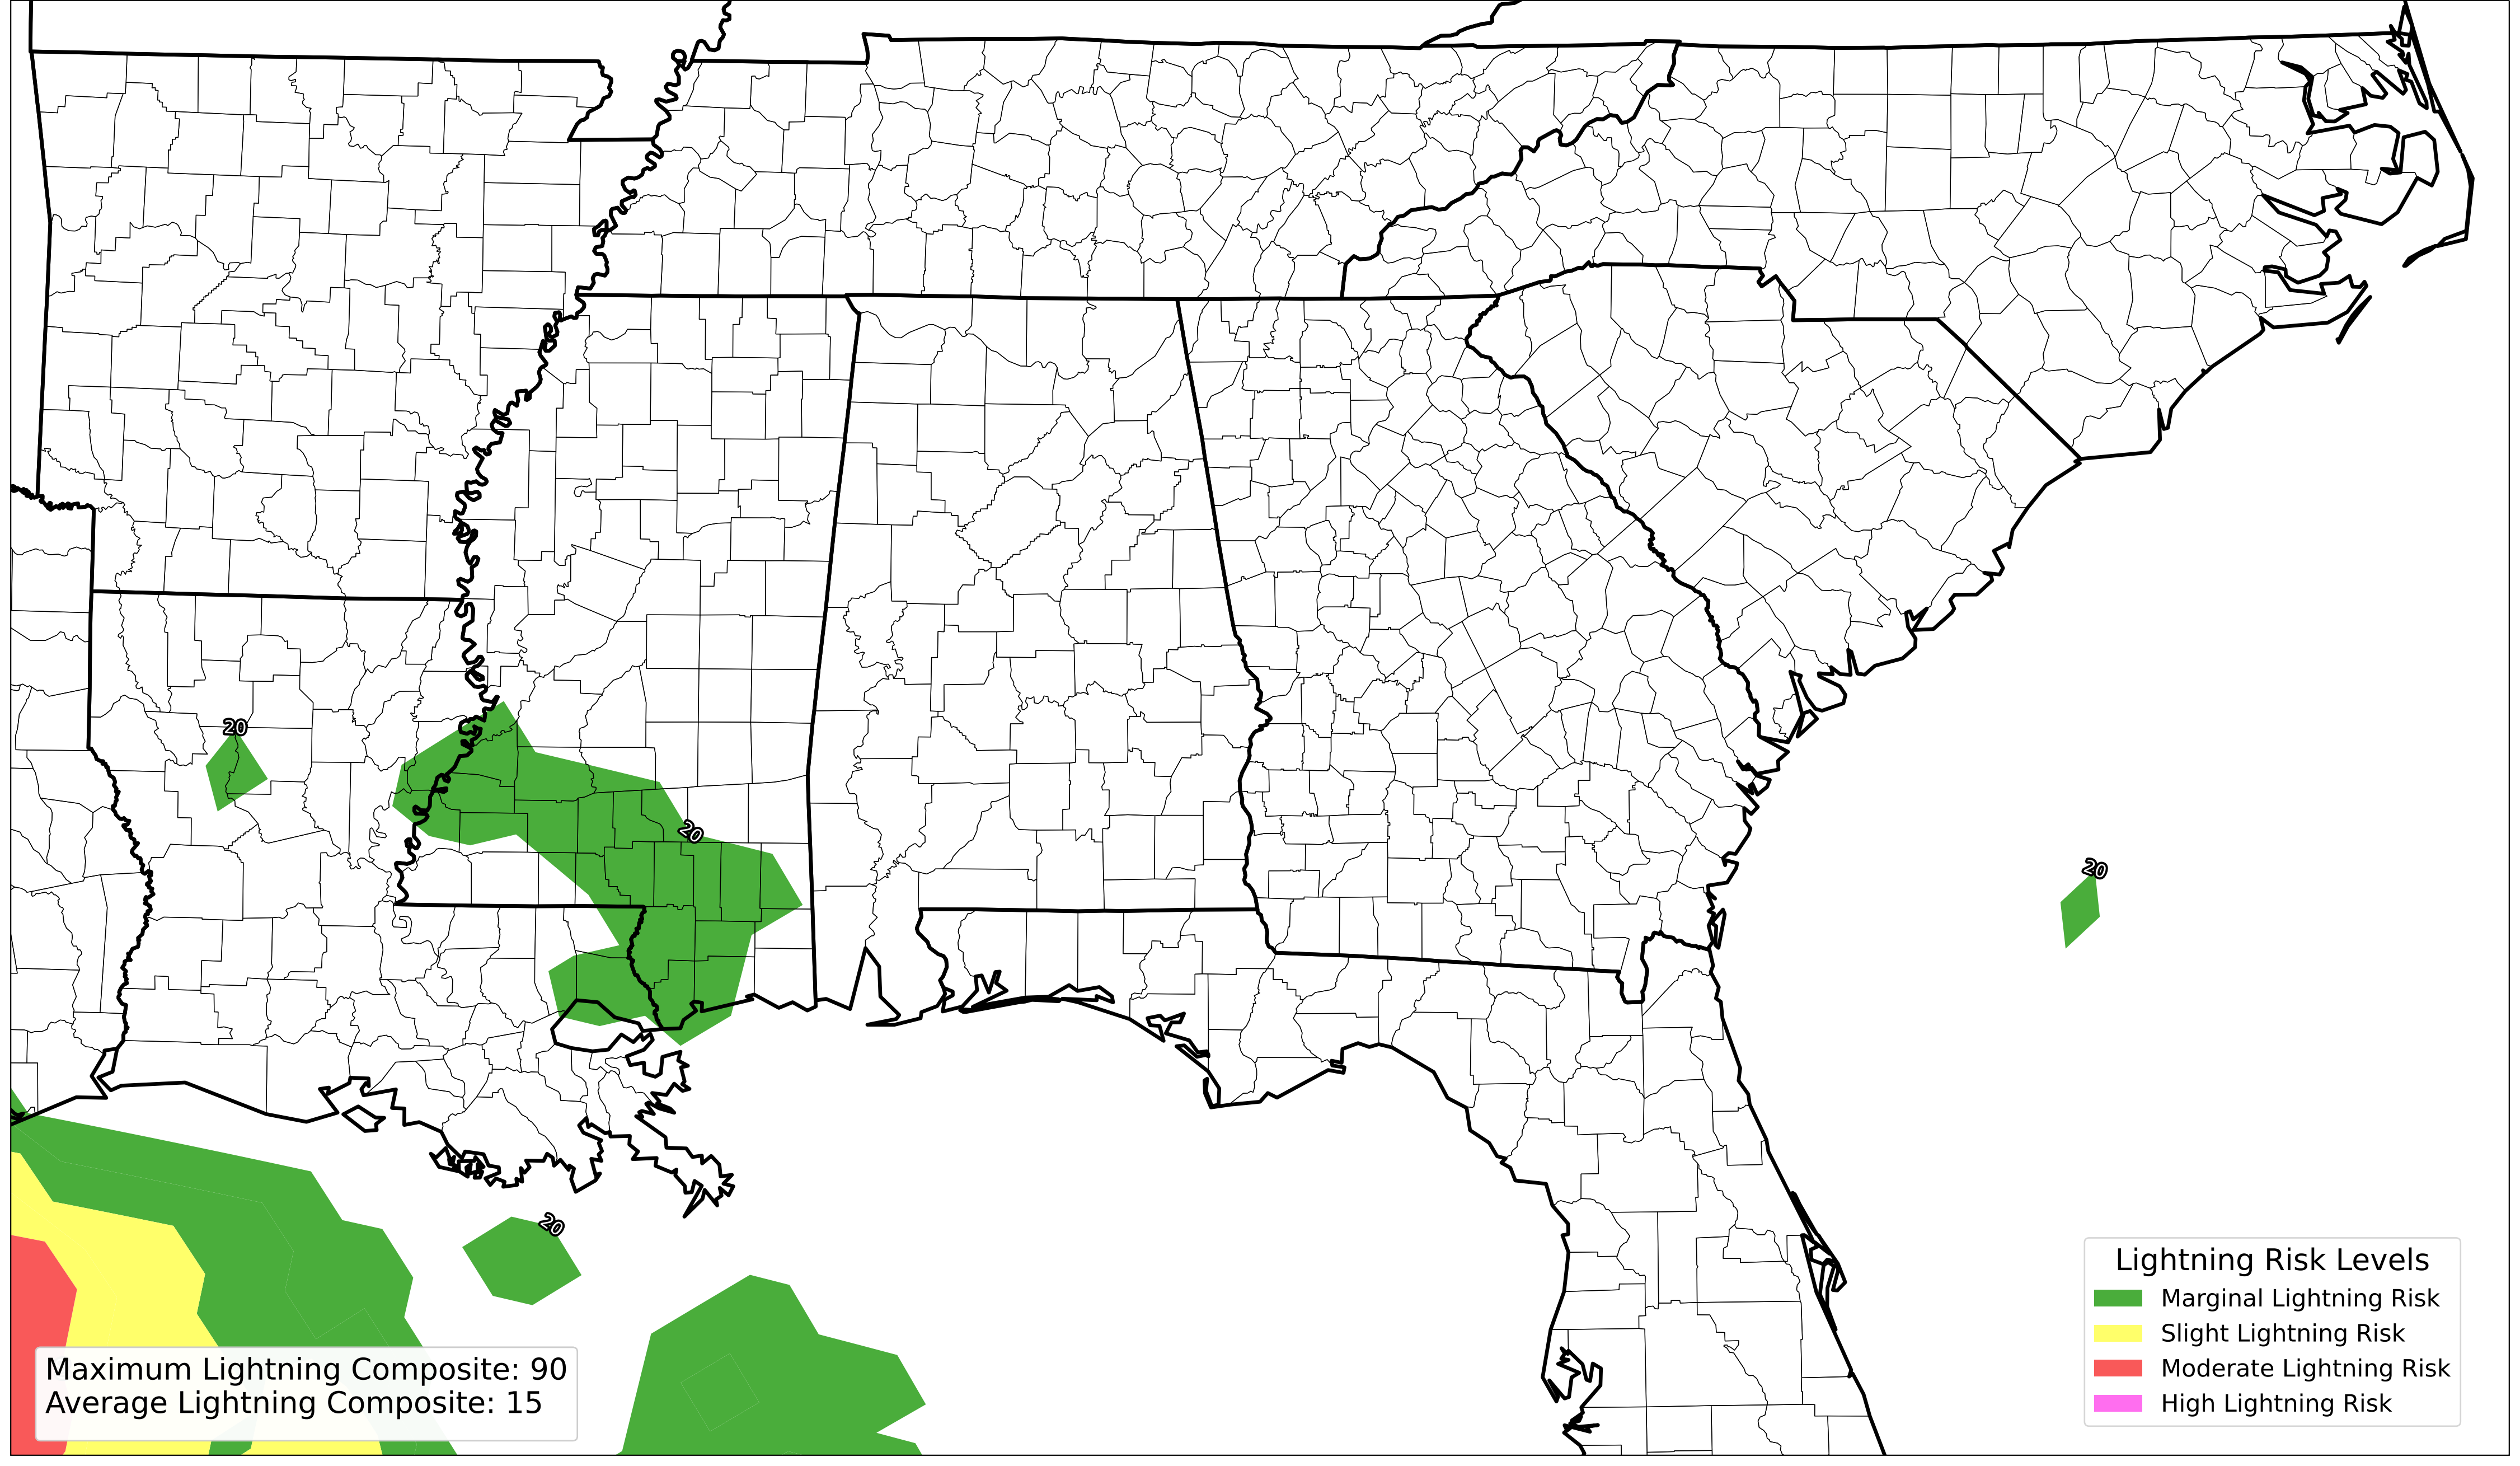 20
20
20
20
Lightning Risk Levels
Marginal Lightning Risk
Slight Lightning Risk
Moderate Lightning Risk
High Lightning Risk
Maximum Lightning Composite: 90
Average Lightning Composite: 15